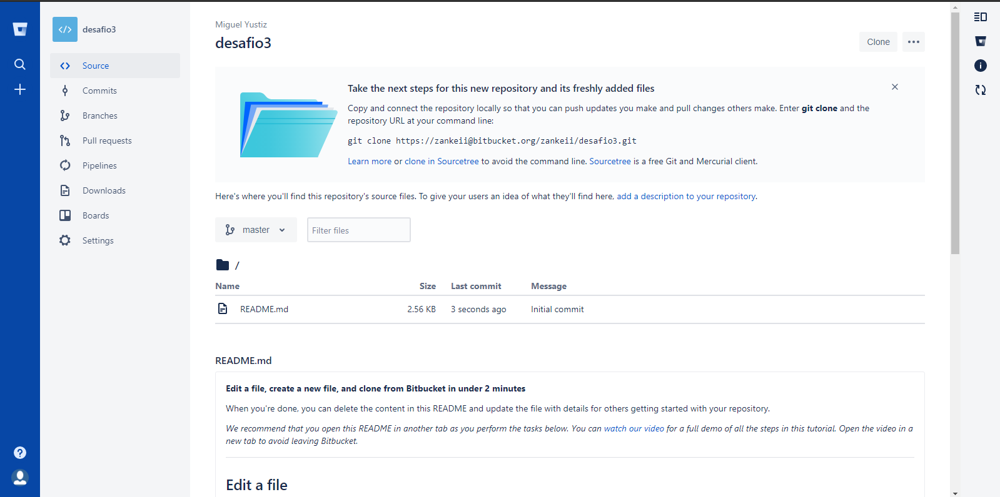 desafio3
Source
Commits
Branches
Pull requests
Pipelines
Downloads
Boards
Settings
Miguel Yustiz
desafio3
Clone
Take the next steps for this new repository and its freshly added files
Copy and connect the repository locally so that you can push updates you make and pull changes others make. Enter git clone and the
repository URL at your command line:
git clone https://zankeii@bitbucket.org/zankeii/desafio3.git
Learn more or clone in Sourcetree to avoid the command line. Sourcetree is a free Git and Mercurial client.
Here's where you'll find this repository's source files. To give your users an idea of what they'll find here, add a description to your repository.
master
Filter files
/
Name Size Last commit Message
README.md 2.56 KB 3 seconds ago Initial commit
README.md
Edit a file, create a new file, and clone from Bitbucket in under 2 minutes
When you're done, you can delete the content in this README and update the file with details for others getting started with your repository.
We recommend that you open this README in another tab as you perform the tasks below. You can watch our video for a full demo of all the steps in this tutorial. Open the video in a
new tab to avoid leaving Bitbucket.
Edit a file